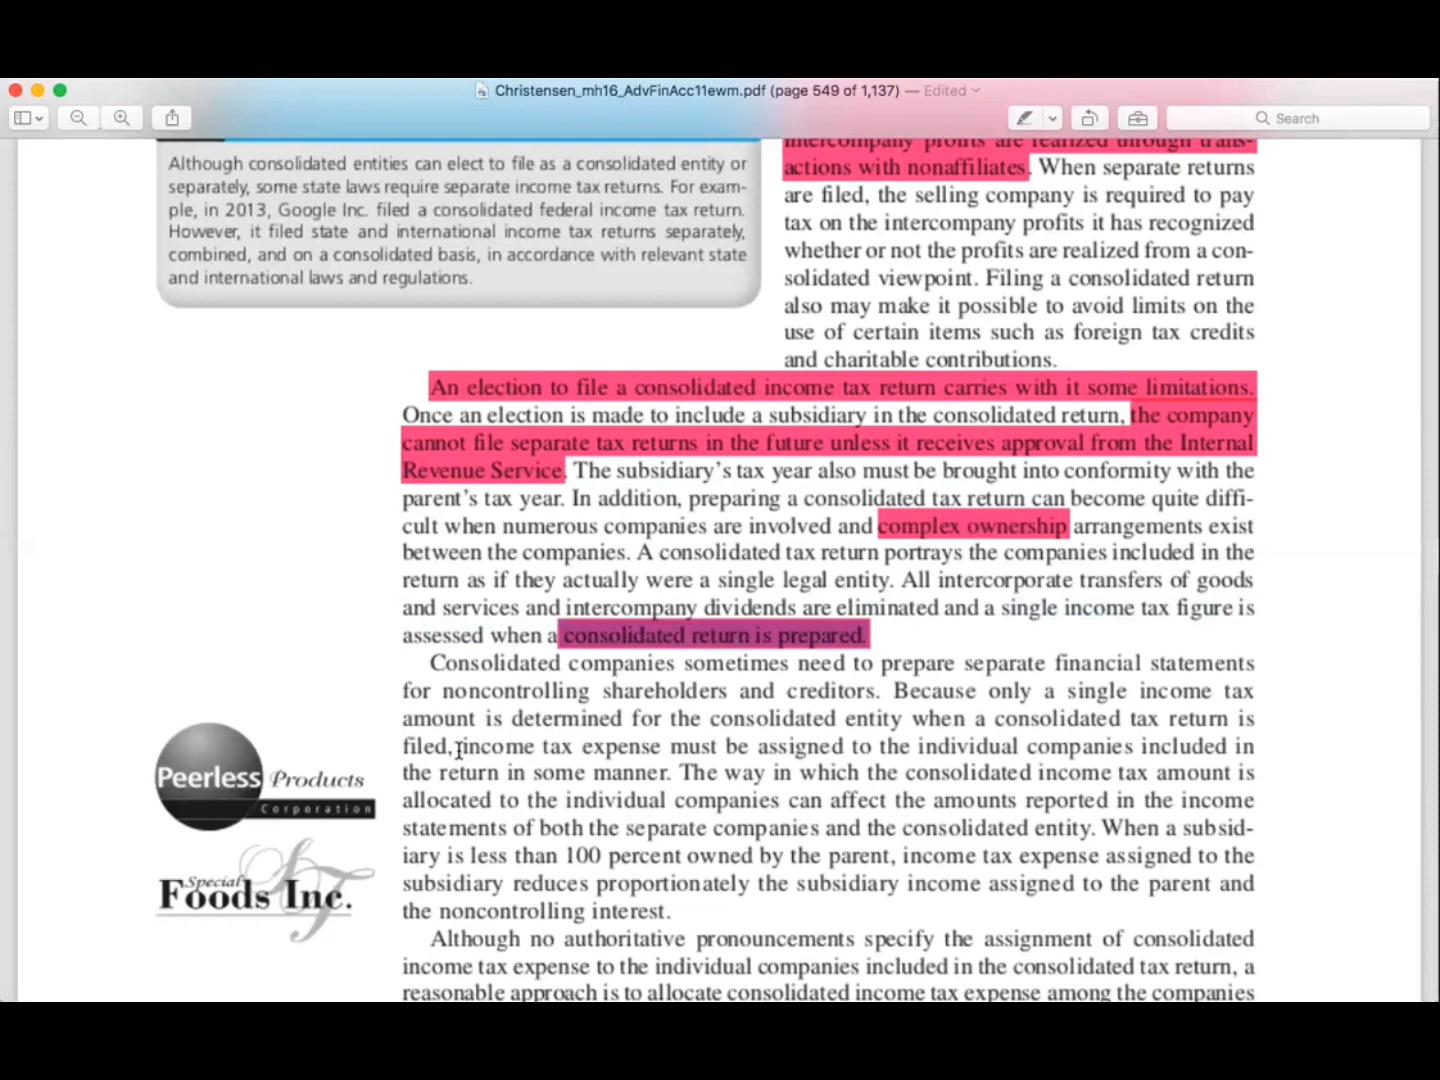 Christensen_mh16_AdvFinAcc11ewm.pdf (page 549 of 1,137) — Edited
Search
Although consolidated entities can elect to file as a consolidated entity or
separately, some state laws require separate income tax returns. For exam-
ple, in 2013, Google Inc. filed a consolidated federal income tax return.
However, it filed state and international income tax returns separately,
combined, and on a consolidated basis, in accordance with relevant state
and international laws and regulations.
intercompany profits are realized through trans-
actions with nonaffiliates. When separate returns
are filed, the selling company is required to pay
tax on the intercompany profits it has recognized
whether or not the profits are realized from a con-
solidated viewpoint. Filing a consolidated return
also may make it possible to avoid limits on the
use of certain items such as foreign tax credits
and charitable contributions.
An election to file a consolidated income tax return carries with it some limitations.
Once an election is made to include a subsidiary in the consolidated return, the company
cannot file separate tax returns in the future unless it receives approval from the Internal
Revenue Service. The subsidiary's tax year also must be brought into conformity with the
parent's tax year. In addition, preparing a consolidated tax return can become quite diffi-
cult when numerous companies are involved and complex ownership arrangements exist
between the companies. A consolidated tax return portrays the companies included in the
return as if they actually were a single legal entity. All intercorporate transfers of goods
and services and intercompany dividends are eliminated and a single income tax figure is
assessed when a consolidated return is prepared.
Consolidated companies sometimes need to prepare separate financial statements
for noncontrolling shareholders and creditors. Because only a single income tax
amount is determined for the consolidated entity when a consolidated tax return is
filed, income tax expense must be assigned to the individual companies included in
the return in some manner. The way in which the consolidated income tax amount is
allocated to the individual companies can affect the amounts reported in the income
statements of both the separate companies and the consolidated entity. When a subsid-
iary is less than 100 percent owned by the parent, income tax expense assigned to the
subsidiary reduces proportionately the subsidiary income assigned to the parent and
the noncontrolling interest.
Although no authoritative pronouncements specify the assignment of consolidated
income tax expense to the individual companies included in the consolidated tax return, a
reasonable approach is to allocate consolidated income tax expense among the companies
Peerless Products
Corporation
Special
Foods Inc.